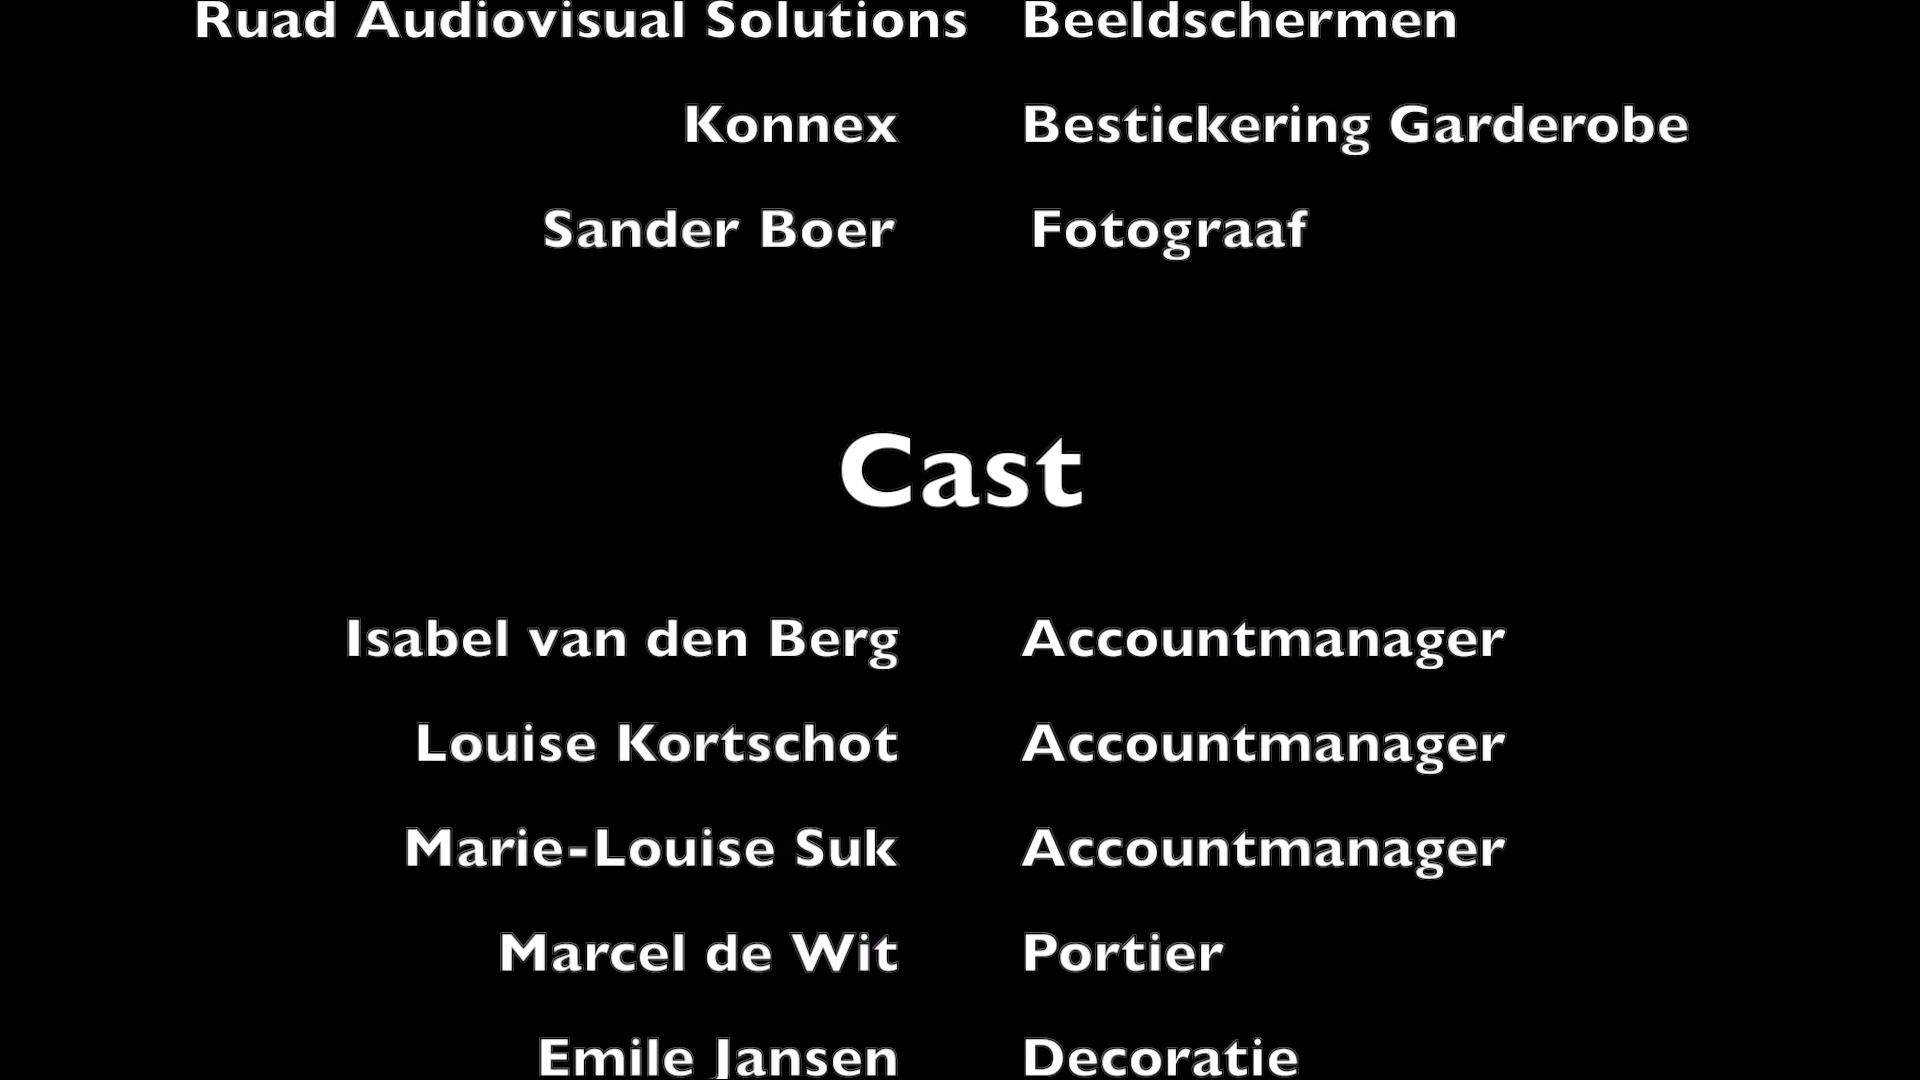 Ruad Audiovisual Solutions Beeldschermen
Konnex Bestickering Garderobe
Sander Boer Fotograaf
Cast
Isabel van den Berg Accountmanager
Louise Kortschot Accountmanager
Marie-Louise Suk Accountmanager
Marcel de Wit Portier
Emile Jansen Decoratie